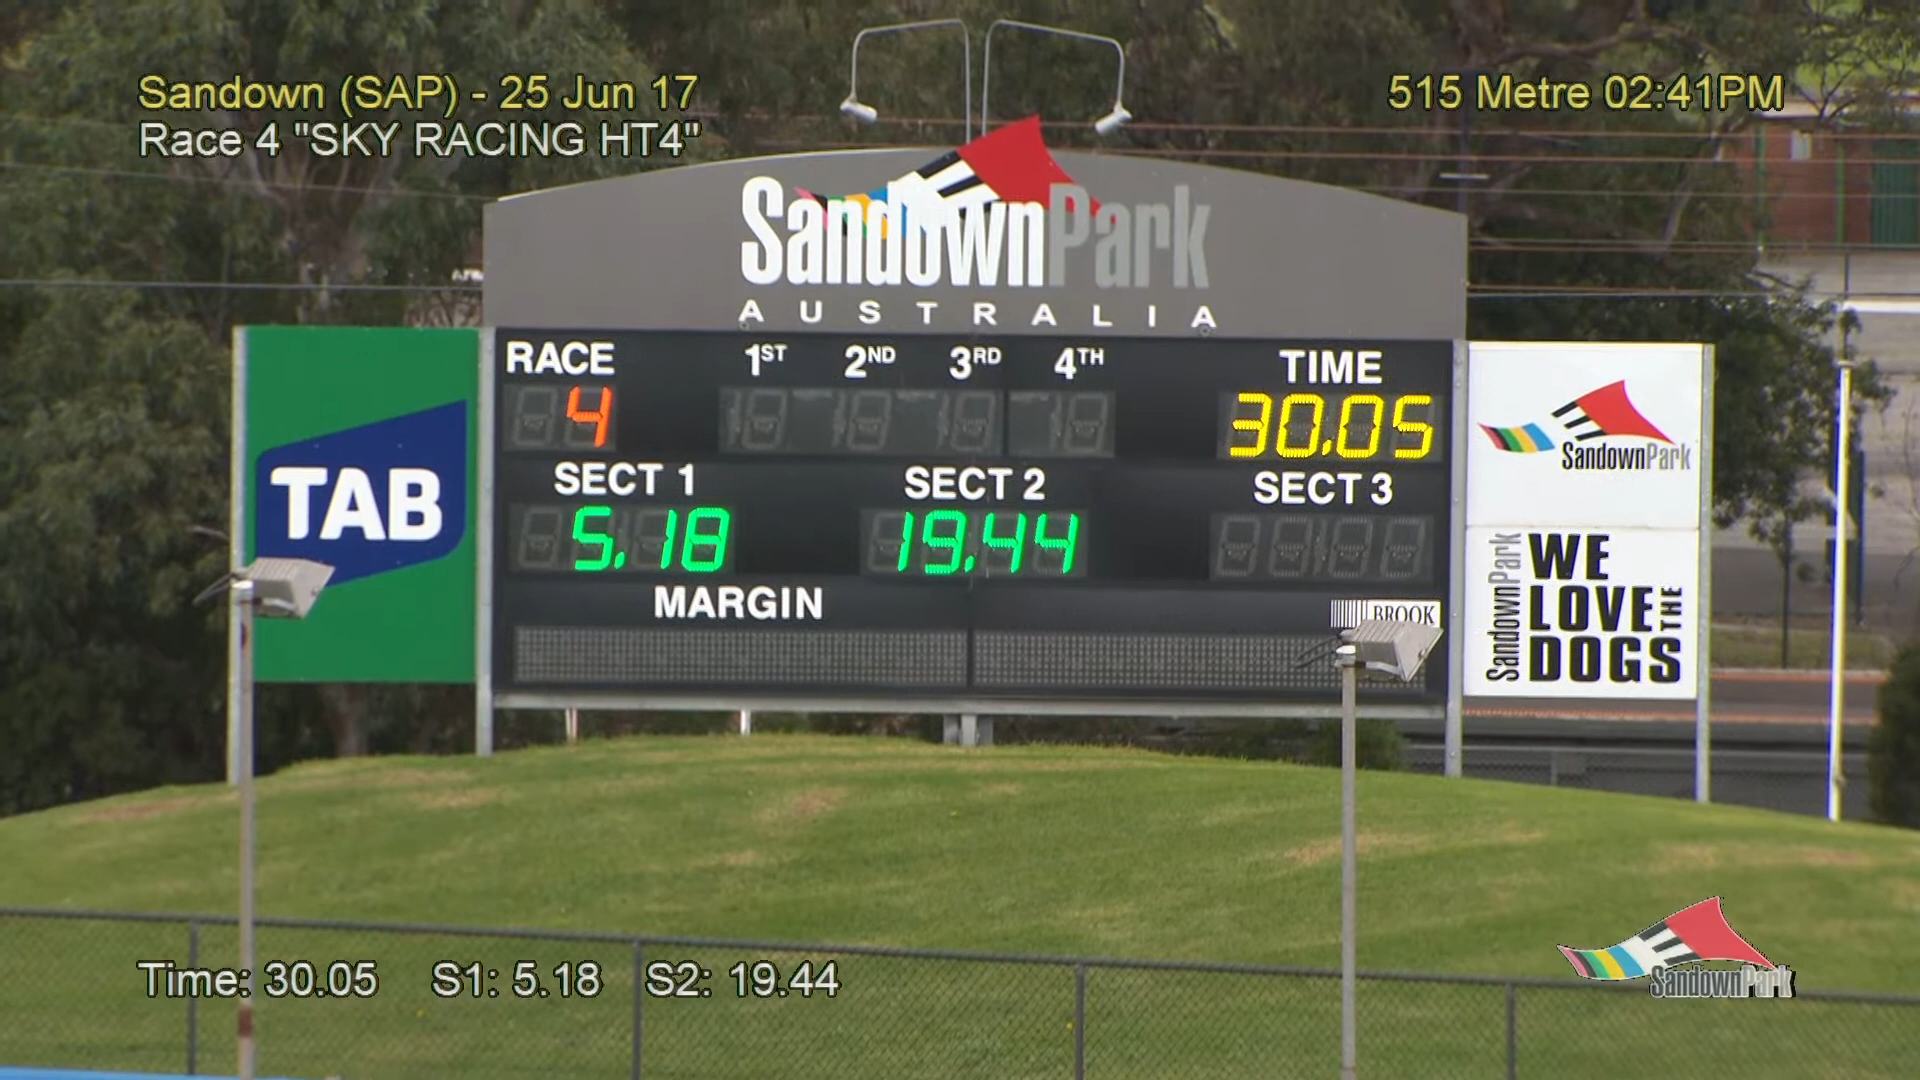 Sandown (SAP) - 25 Jun 17
515 Metre 02:41PM
Race 4 "SKY RACING HT4"
SandownPark
AUSTRALIA
RACE 1ST 2ND 3RD 4TH TIME
4 30.05
SECT 1 SECT 2 SECT 3
5.18 19.44
MARGIN
BROOK
TAB
SandownPark
SandownPark
WE
LOVE THE
DOGS
Time: 30.05 S1: 5.18 S2: 19.44
SandownPark